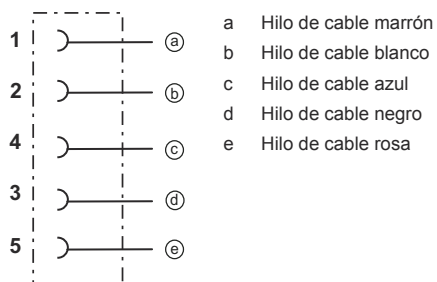 1 a
2 b
4 c
3 d
5 e
a Hilo de cable marrón
b Hilo de cable blanco
c Hilo de cable azul
d Hilo de cable negro
e Hilo de cable rosa